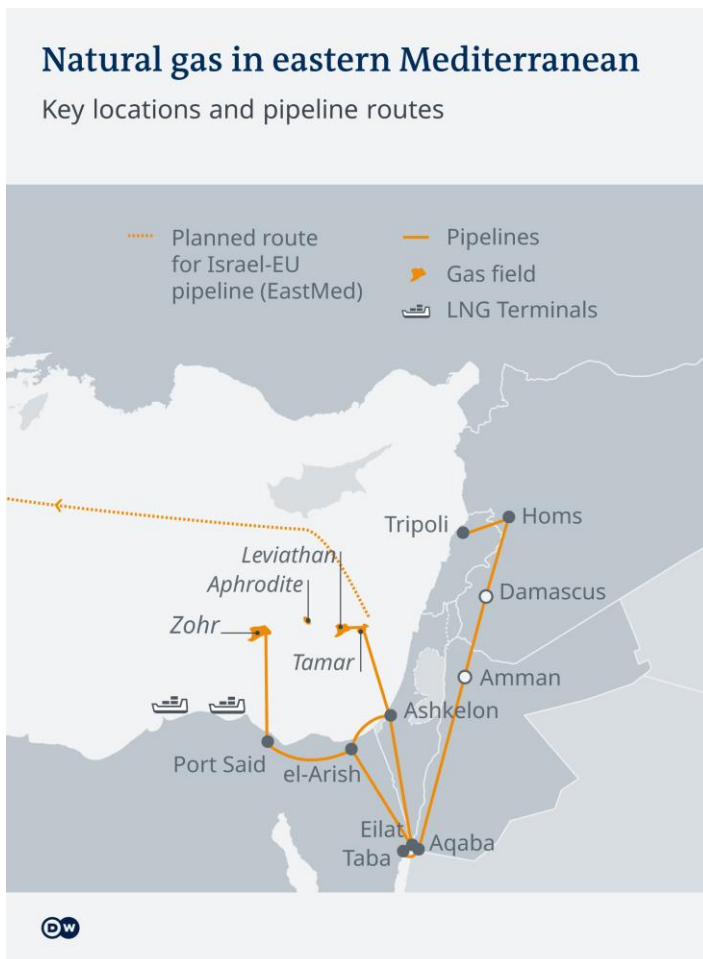 Natural gas in eastern Mediterranean
Key locations and pipeline routes
Planned route
for Israel-EU
pipeline (EastMed)
Pipelines
Gas field
LNG Terminals
Tripoli
Homs
Leviathan
Aphrodite
Damascus
Zohr
Tamar
Amman
Ashkelon
Port Said
el-Arish
Eilat
Aqaba
Taba
DW